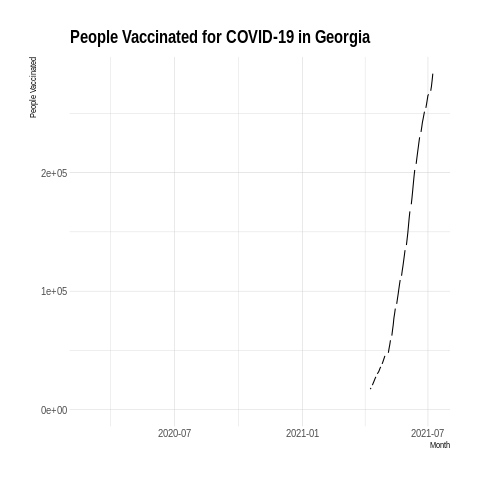 People Vaccinated for COVID-19 in Georgia
People Vaccinated
2e+05
1e+05
0e+00
2020-07
2021-01
2021-07
Month